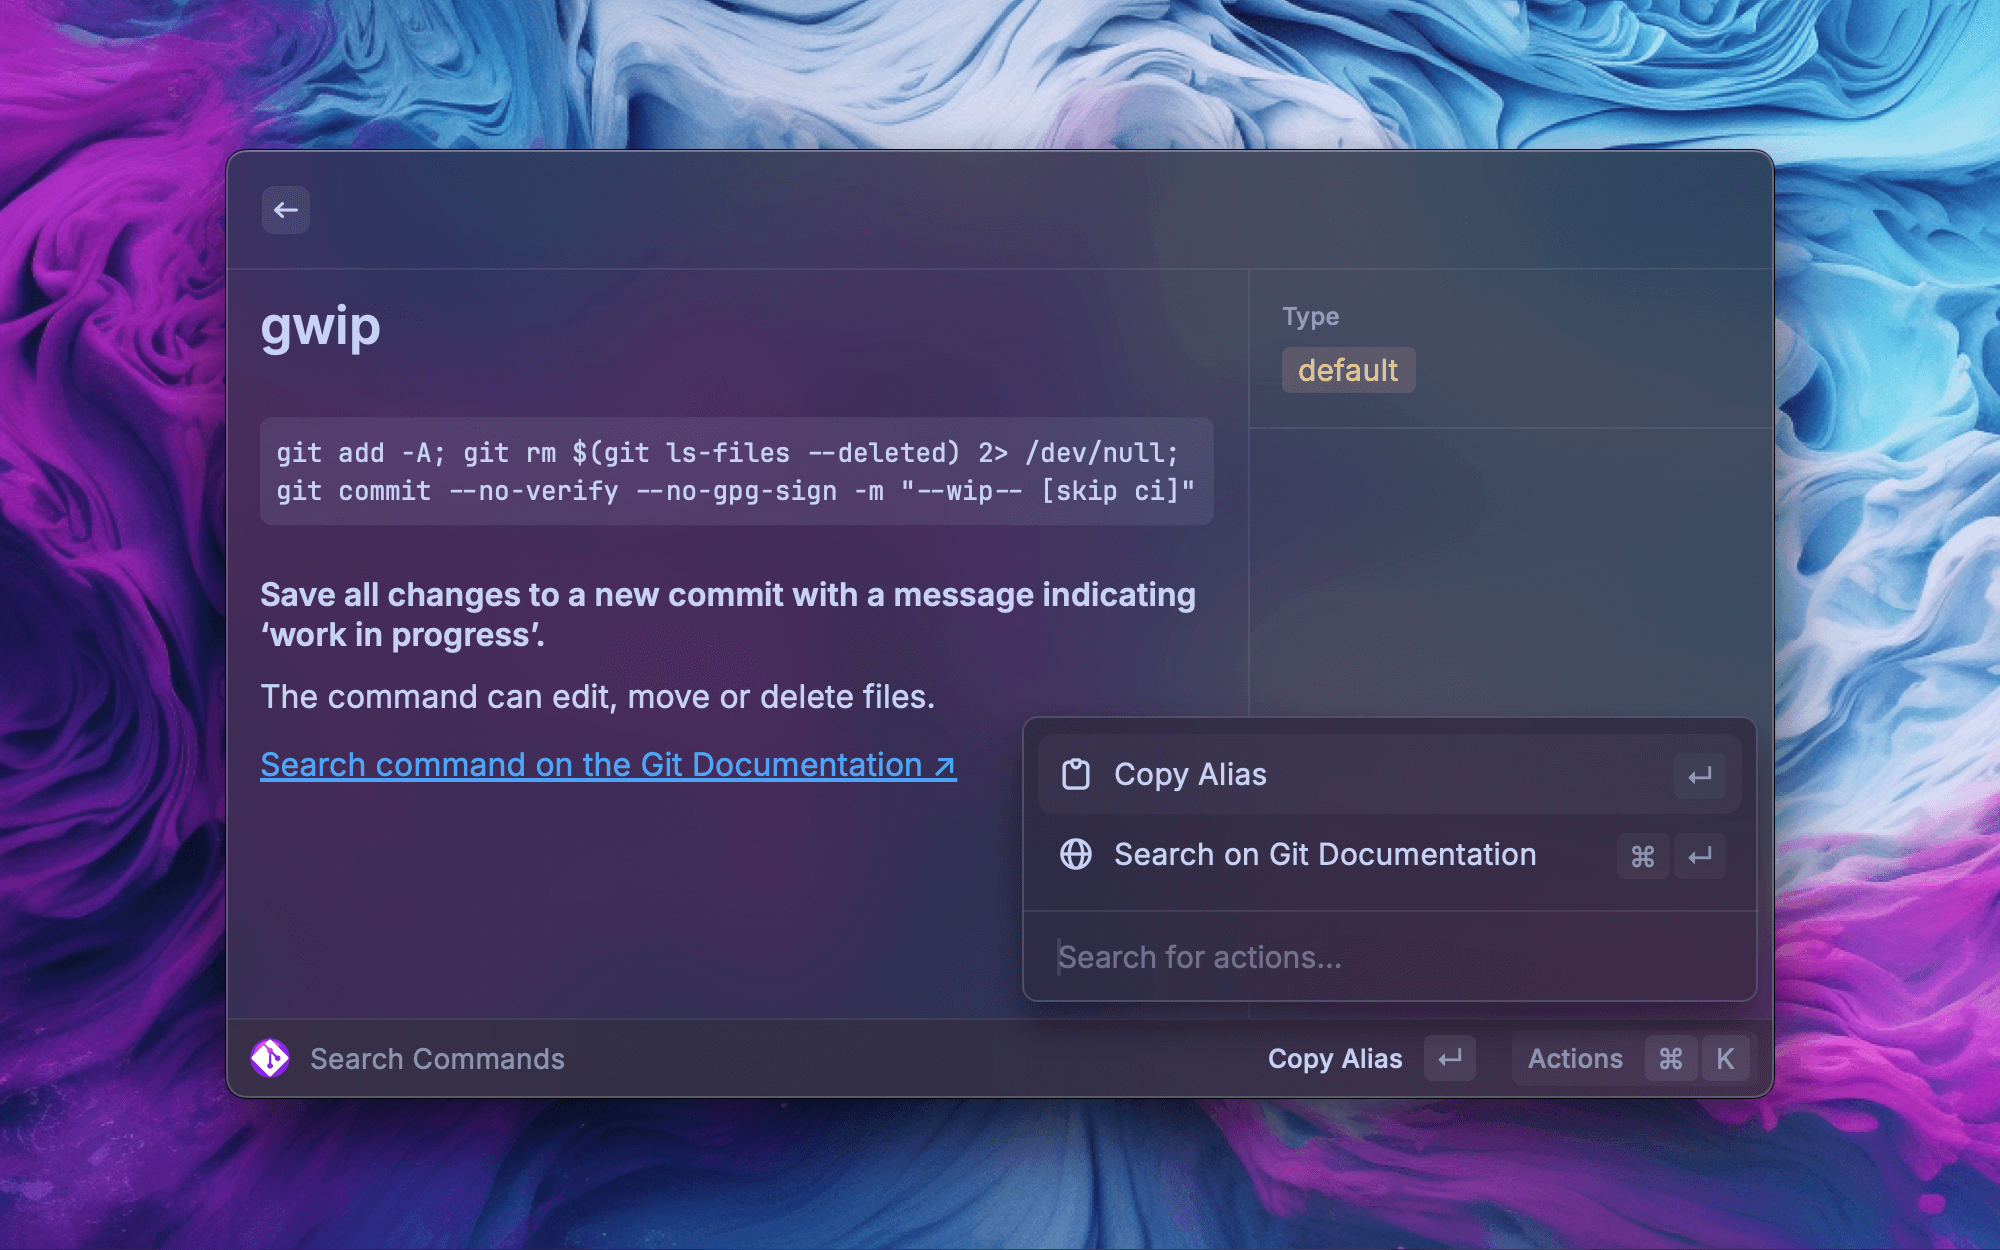 gwip
git add -A; git rm $(git ls-files --deleted) 2> /dev/null;
git commit --no-verify --no-gpg-sign -m "--wip-- [skip ci]"
Save all changes to a new commit with a message indicating
‘work in progress’.
The command can edit, move or delete files.
Search command on the Git Documentation ↗
Type
default
Copy Alias ↵
Search on Git Documentation ⌘ ↵
Search for actions...
Search Commands
Copy Alias ↵ Actions ⌘ K